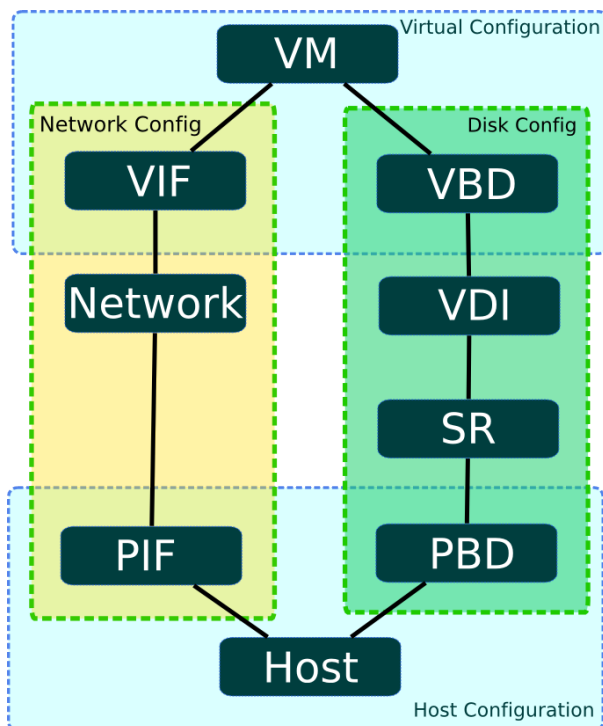 Virtual Configuration
VM
Network Config
Disk Config
VIF
VBD
Network
VDI
SR
PIF
PBD
Host
Host Configuration